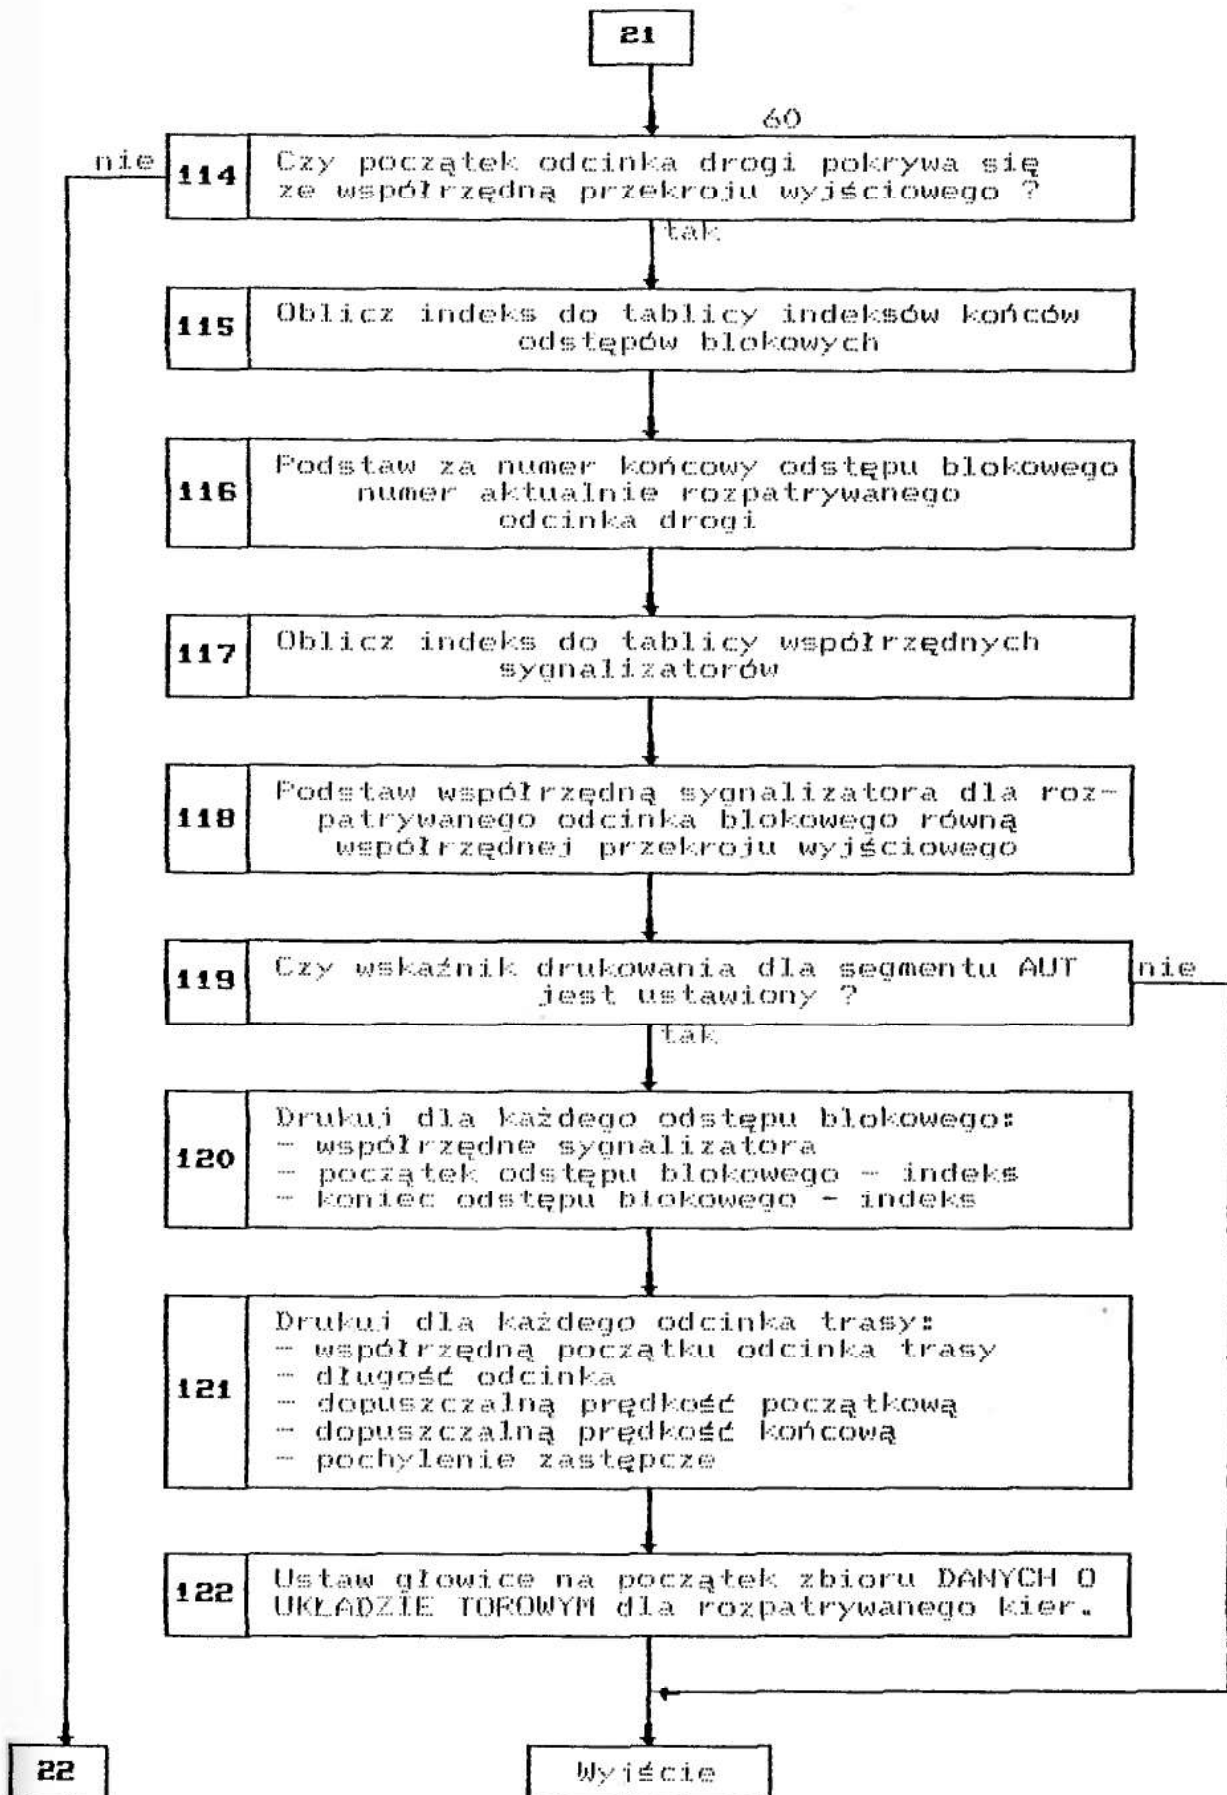 21
60
nie
114
Czy początek odcinka drogi pokrywa się
ze współrzędną przekroju wyjściowego ?
tak
115
Oblicz indeks do tablicy indeksów końców
odstępów blokowych
116
Podstaw za numer końcowy odstępu blokowego
numer aktualnie rozpatrywanego
odcinka drogi
117
Oblicz indeks do tablicy współrzędnych
sygnalizatorów
118
Podstaw współrzędną sygnalizatora dla roz-
patrywanego odcinka blokowego równą
współrzędnej przekroju wyjściowego
119
Czy wskaźnik drukowania dla segmentu AUT
jest ustawiony ?
nie
tak
120
Drukuj dla każdego odstępu blokowego:
- współrzędne sygnalizatora
- początek odstępu blokowego - indeks
- koniec odstępu blokowego - indeks
121
Drukuj dla każdego odcinka trasy:
- współrzędną początku odcinka trasy
- długość odcinka
- dopuszczalną prędkość początkową
- dopuszczalną prędkość końcową
- pochylenie zastępcze
122
Ustaw głowice na początek zbioru DANYCH O
UKŁADZIE TOROWYM dla rozpatrywanego kier.
22
Wyjście